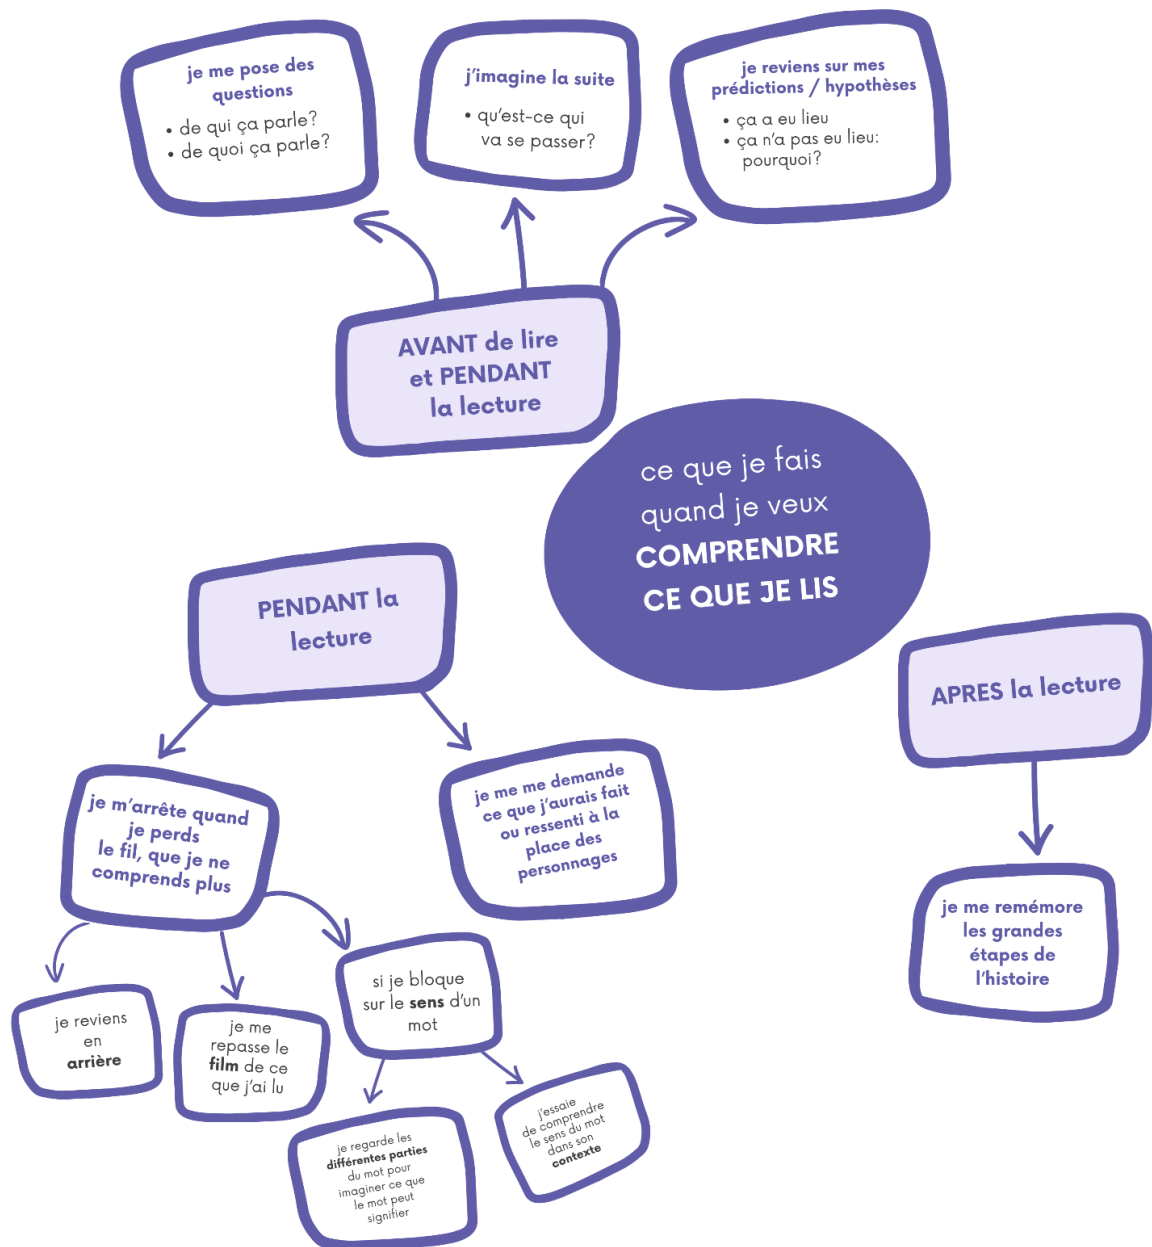 je me pose des
questions
• de qui ça parle?
• de quoi ça parle?
j'imagine la suite
• qu'est-ce qui
va se passer?
je reviens sur mes
prédictions / hypothèses
• ça a eu lieu
• ça n'a pas eu lieu:
pourquoi?
AVANT de lire
et PENDANT
la lecture
ce que je fais
quand je veux
COMPRENDRE
CE QUE JE LIS
PENDANT la
lecture
APRES la lecture
je m'arrête quand
je perds
le fil, que je ne
comprends plus
je me me demande
ce que j'aurais fait
ou ressenti à la
place des
personnages
je me remémore
les grandes
étapes de
l'histoire
je reviens
en
arrière
je me
repasse le
film de ce
que j'ai lu
si je bloque
sur le sens d'un
mot
je regarde les
différentes parties
du mot pour
imaginer ce que
le mot peut
signifier
j'essaie
de comprendre
le sens du mot
dans son
contexte